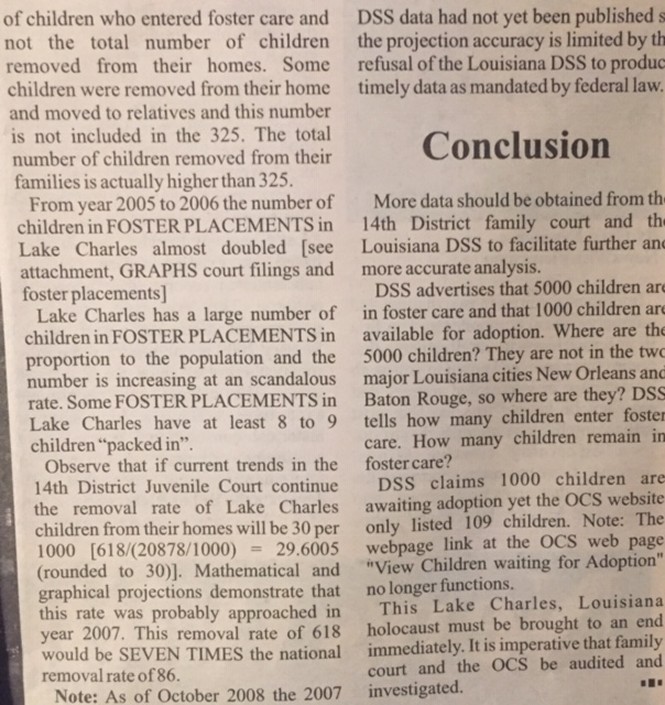 of children who entered foster care and
not the total number of children
removed from their homes. Some
children were removed from their home
and moved to relatives and this number
is not included in the 325. The total
number of children removed from their
families is actually higher than 325.
From year 2005 to 2006 the number of
children in FOSTER PLACEMENTS in
Lake Charles almost doubled [see
attachment, GRAPHS court filings and
foster placements]
Lake Charles has a large number of
children in FOSTER PLACEMENTS in
proportion to the population and the
number is increasing at an scandalous
rate. Some FOSTER PLACEMENTS in
Lake Charles have at least 8 to 9
children “packed in”.
Observe that if current trends in the
14th District Juvenile Court continue
the removal rate of Lake Charles
children from their homes will be 30 per
1000 [618/(20878/1000) = 29.6005
(rounded to 30)]. Mathematical and
graphical projections demonstrate that
this rate was probably approached in
year 2007. This removal rate of 618
would be SEVEN TIMES the national
removal rate of 86.
Note: As of October 2008 the 2007
DSS data had not yet been published s
the projection accuracy is limited by th
refusal of the Louisiana DSS to produc
timely data as mandated by federal law.
Conclusion
More data should be obtained from the
14th District family court and the
Louisiana DSS to facilitate further and
more accurate analysis.
DSS advertises that 5000 children are
in foster care and that 1000 children are
available for adoption. Where are the
5000 children? They are not in the two
major Louisiana cities New Orleans and
Baton Rouge, so where are they? DSS
tells how many children enter foster
care. How many children remain in
foster care?
DSS claims 1000 children are
awaiting adoption yet the OCS website
only listed 109 children. Note: The
webpage link at the OCS web page
"View Children waiting for Adoption"
no longer functions.
This Lake Charles, Louisiana
holocaust must be brought to an end
immediately. It is imperative that family
court and the OCS be audited and
investigated.